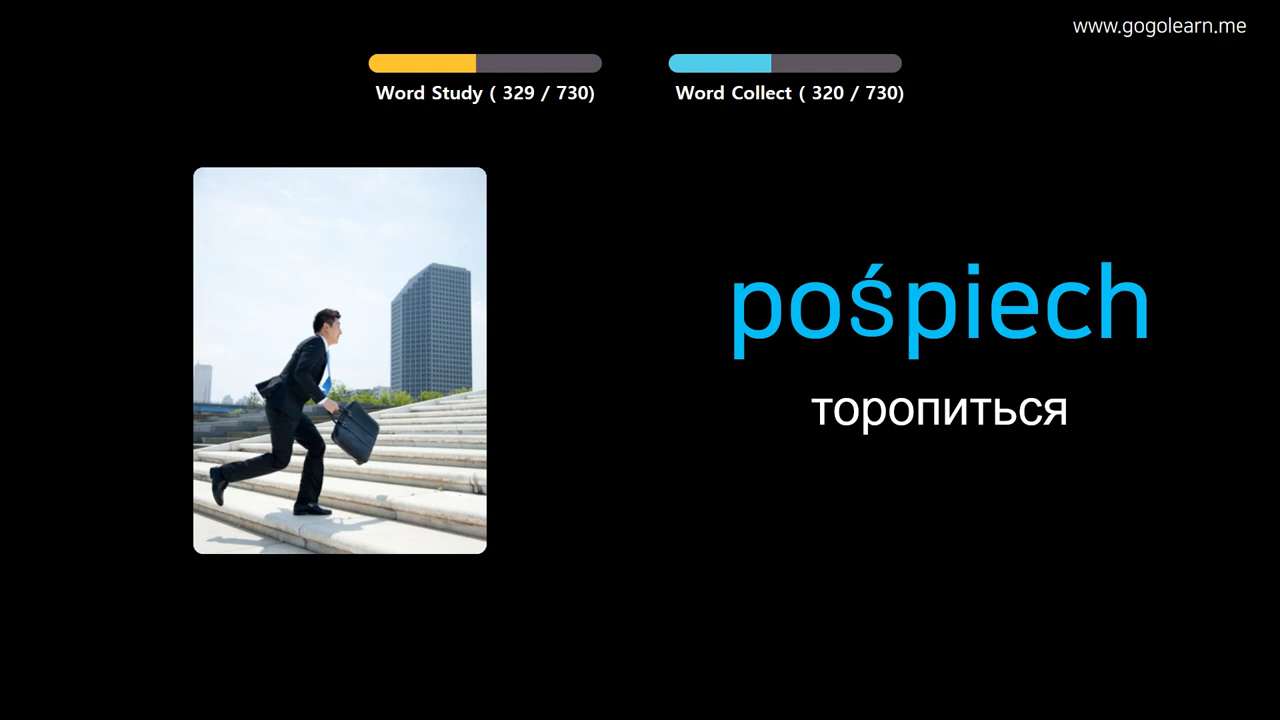 www.gogolearn.me
Word Study ( 329 / 730)
Word Collect ( 320 / 730)
pośpiech
торопиться